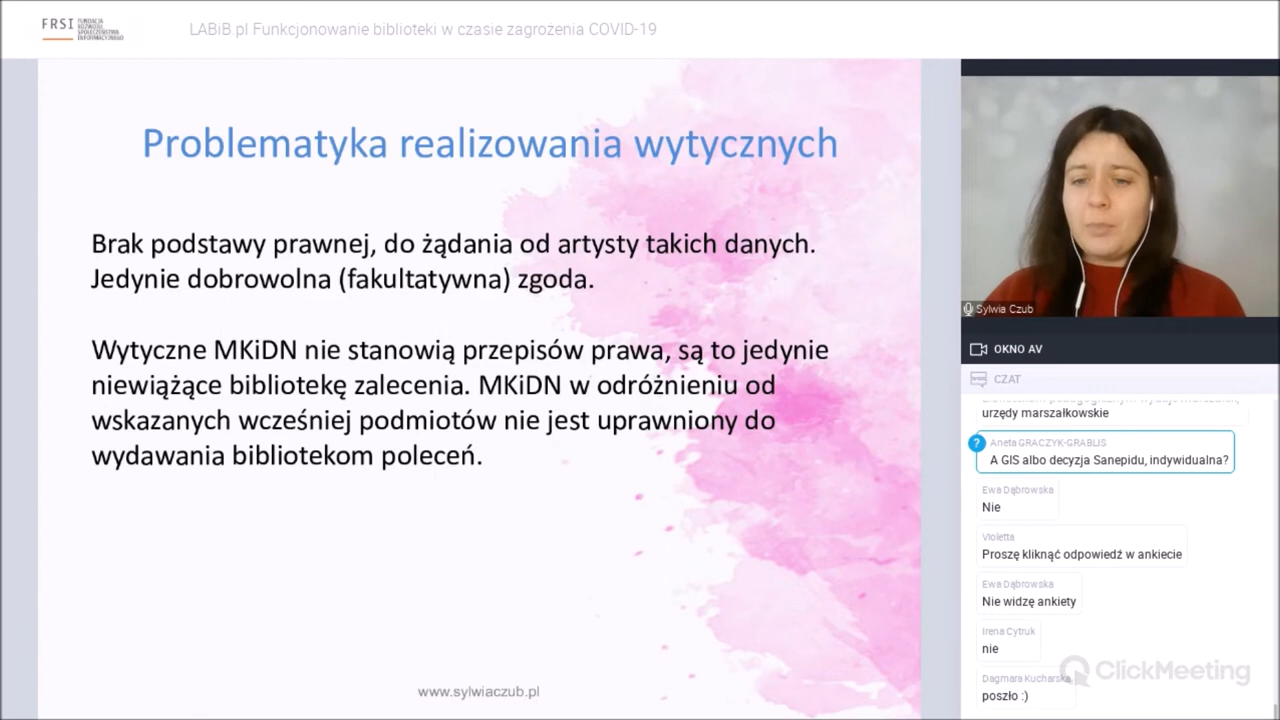 FRSI FUNDACJA
ROZWOJU
SPOŁECZEŃSTWA
INFORMACYJNEGO
LABiB.pl Funkcjonowanie biblioteki w czasie zagrożenia COVID-19
Problematyka realizowania wytycznych
Brak podstawy prawnej, do żądania od artysty takich danych.
Jedynie dobrowolna (fakultatywna) zgoda.
Wytyczne MKiDN nie stanowią przepisów prawa, są to jedynie
niewiążące bibliotekę zalecenia. MKiDN w odróżnieniu od
wskazanych wcześniej podmiotów nie jest uprawniony do
wydawania bibliotekom poleceń.
www.sylwiaczub.pl
Sylwia Czub
OKNO AV
CZAT
urzędy marszałkowskie
?
Aneta GRACZYK-GRABLIS
A GIS albo decyzja Sanepidu, indywidualna?
Ewa Dąbrowska
Nie
Violetta
Proszę kliknąć odpowiedź w ankiecie
Ewa Dąbrowska
Nie widzę ankiety
Irena Cytruk
nie
Dagmara Kucharska
poszło :)
ClickMeeting